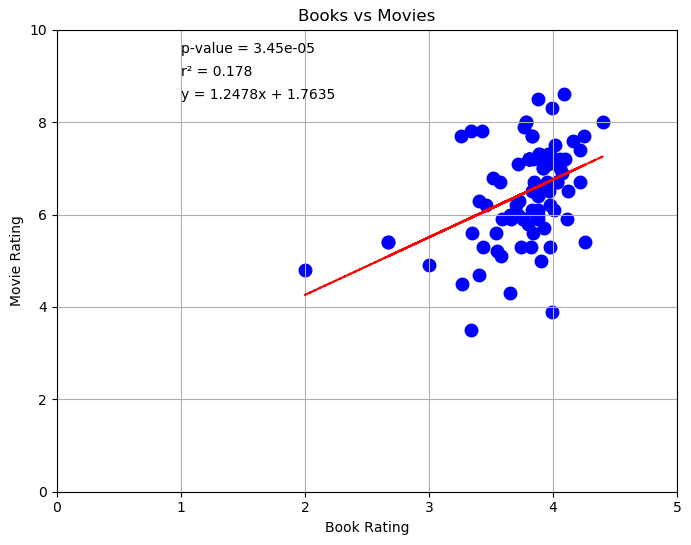 Books vs Movies
10
p-value = 3.45e-05
r² = 0.178
y = 1.2478x + 1.7635
8
6
4
2
0
Movie Rating
0 1 2 3 4 5
Book Rating